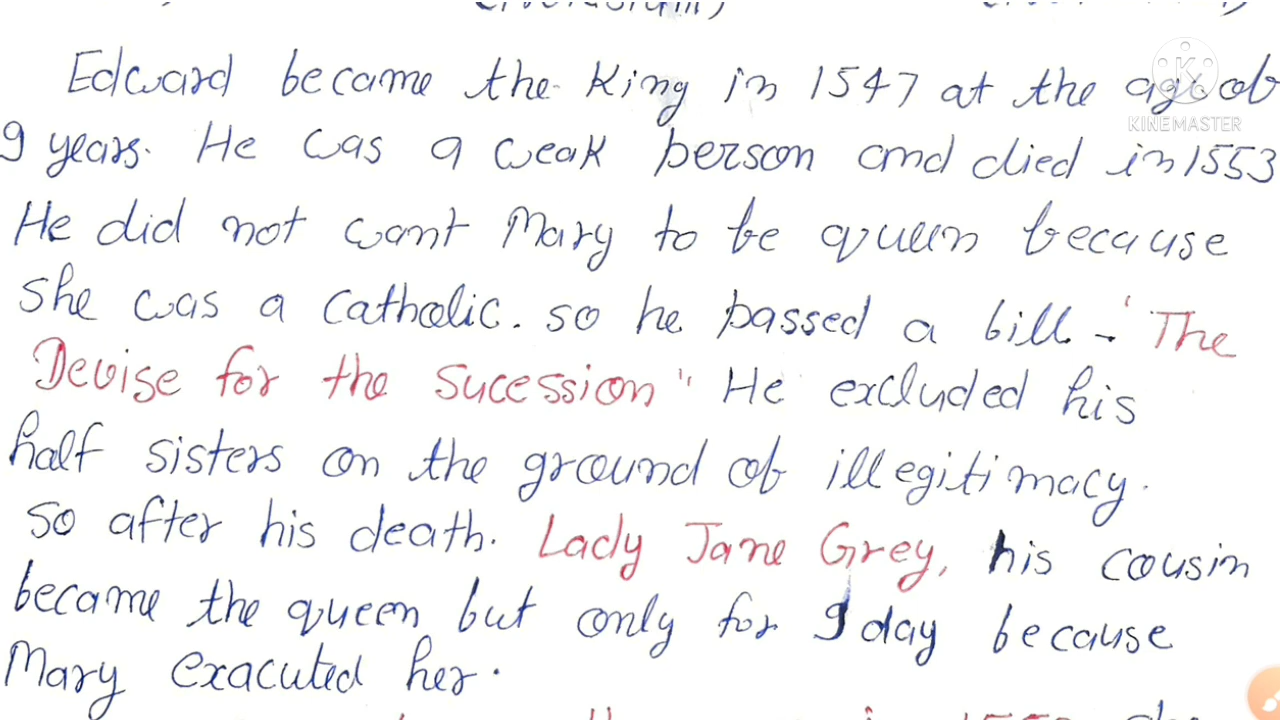 Edward became the King in 1547 at the age of
KINEMASTER
9 years. He was a weak person and died in 1553
He did not want Mary to be queen because
she was a catholic. so he passed a bill - 'The
Devise for the sucession" He excluded his
half sisters on the ground of illegitimacy.
so after his death. Lady Jane Grey, his cousin
became the queen but only for 9 day because
Mary exacuted her.